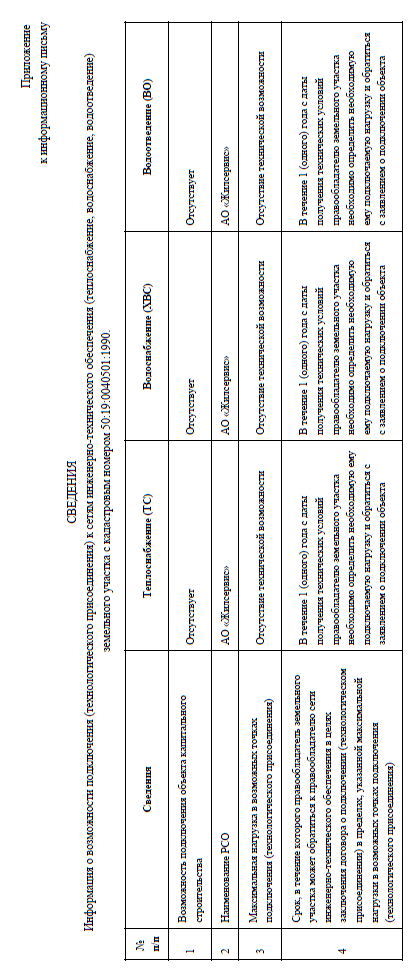 Приложение
к информационному письму
СВЕДЕНИЯ
Информация о возможности подключения (технологического присоединения) к сетям инженерно-технического обеспечения (теплоснабжение, водоснабжение, водоотведение)
земельного участка с кадастровым номером 50:19:0040501:1990.
№
п/п
Сведения
Теплоснабжение (ТС)
Водоснабжение (ХВС)
Водоотведение (ВО)
1
Возможность подключения объекта капитального
строительства
Отсутствует
Отсутствует
Отсутствует
2
Наименование РСО
АО «Жилсервис»
АО «Жилсервис»
АО «Жилсервис»
3
Максимальная нагрузка в возможных точках
подключения (технологического присоединения)
Отсутствие технической возможности
Отсутствие технической возможности
Отсутствие технической возможности
4
Срок, в течение которого правообладатель земельного
участка может обратиться к правообладателю сети
инженерно-технического обеспечения в целях
заключения договора о подключении (технологическом
присоединении) в пределах, указанной максимальной
нагрузки в возможных точках подключения
(технологического присоединения)
В течение 1 (одного) года с даты
получения технических условий
правообладателю земельного участка
необходимо определить необходимую ему
подключаемую нагрузку и обратиться с
заявлением о подключении объекта
В течение 1 (одного) года с даты
получения технических условий
правообладателю земельного участка
необходимо определить необходимую
ему подключаемую нагрузку и обратиться
с заявлением о подключении объекта
В течение 1 (одного) года с даты
получения технических условий
правообладателю земельного участка
необходимо определить необходимую
ему подключаемую нагрузку и обратиться
с заявлением о подключении объекта